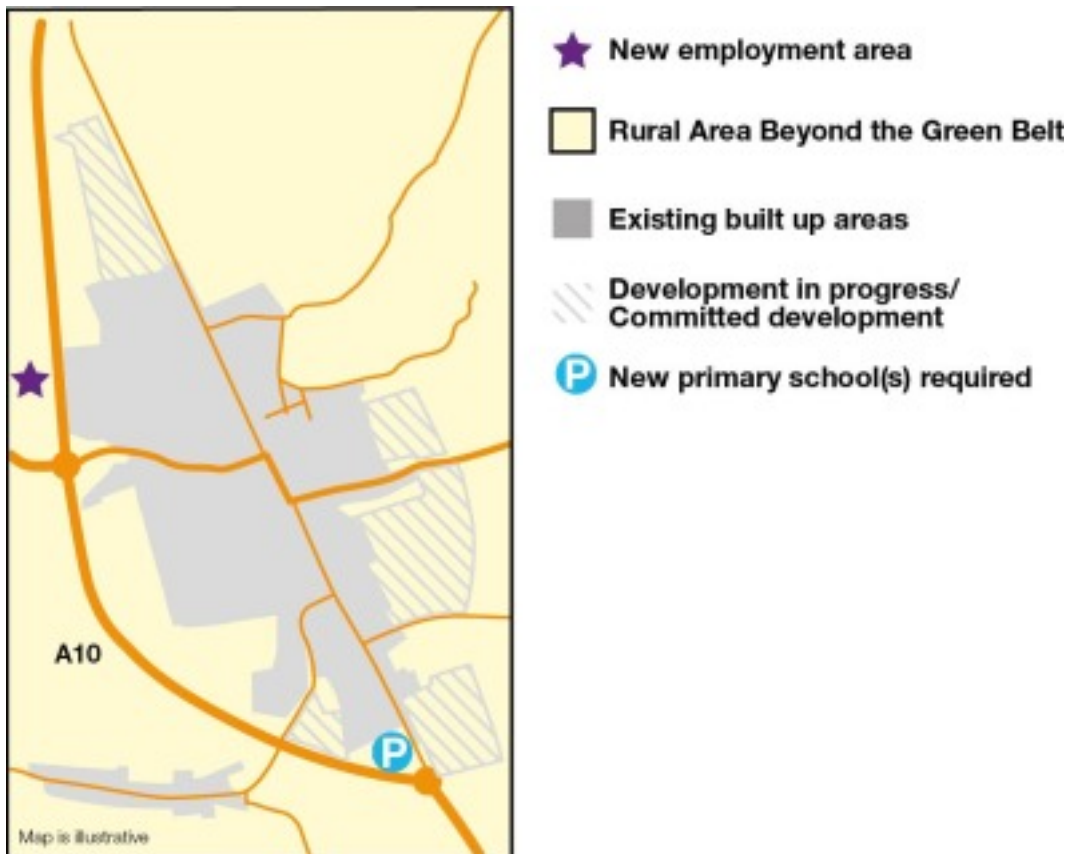 New employment area
Rural Area Beyond the Green Belt
Existing built up areas
Development in progress/
Committed development
P New primary school(s) required
A10
P
Map is illustrative